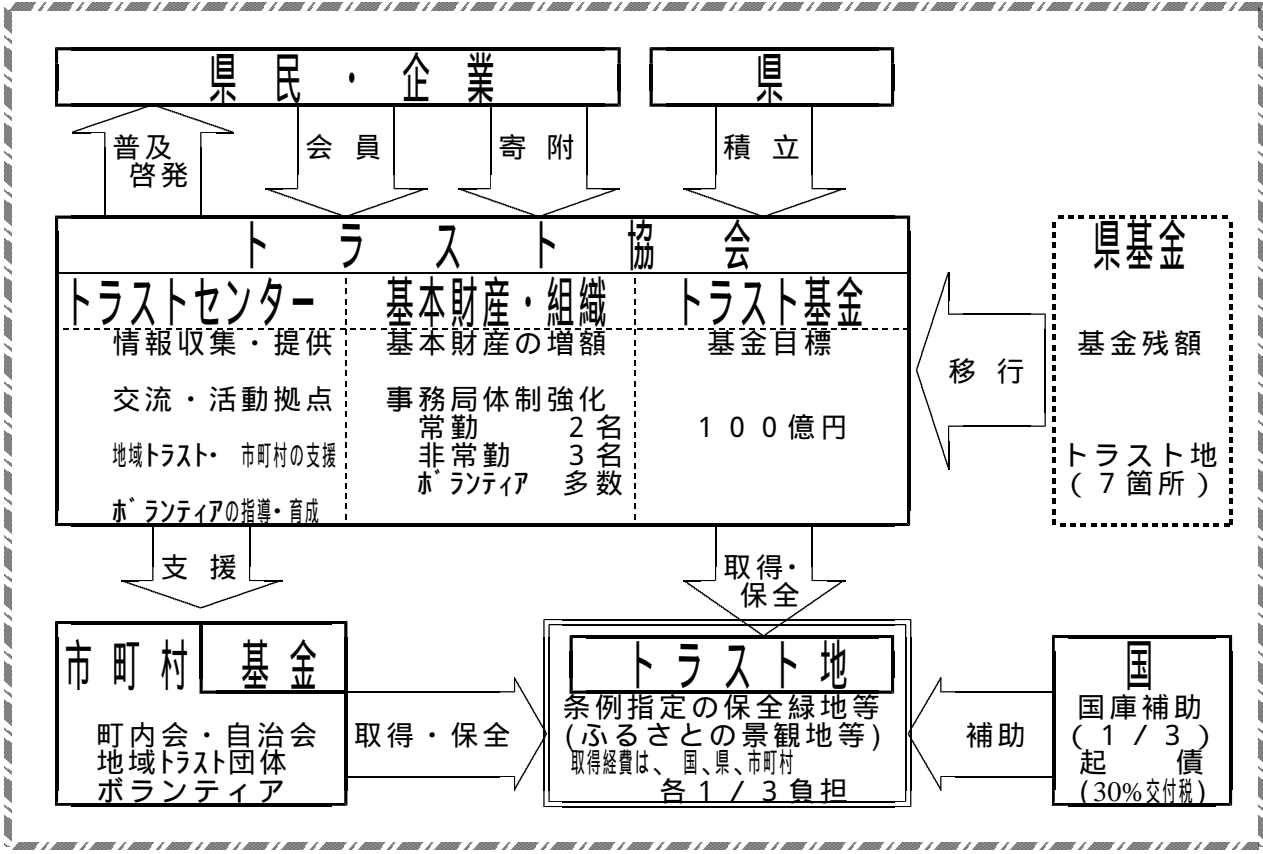 県民・企業
県
普及
啓発
会員
寄附
積立
トラスト協会
トラストセンター
情報収集・提供
交流・活動拠点
地域トラスト・ 市町村の支援
ボランティアの指導・育成
基本財産・組織
基本財産の増額
事務局体制強化
常勤 2名
非常勤 3名
ボランティア 多数
トラスト基金
基金目標
100億円
移行
県基金
基金残額
トラスト地
(7箇所)
支援
取得・
保全
市町村
基金
町内会・自治会
地域トラスト団体
ボランティア
取得・保全
トラスト地
条例指定の保全緑地等
(ふるさとの景観地等)
取得経費は、 国、県、市町村
各1/3負担
補助
国
国庫補助
(1/3)
起 債
(30%交付税)